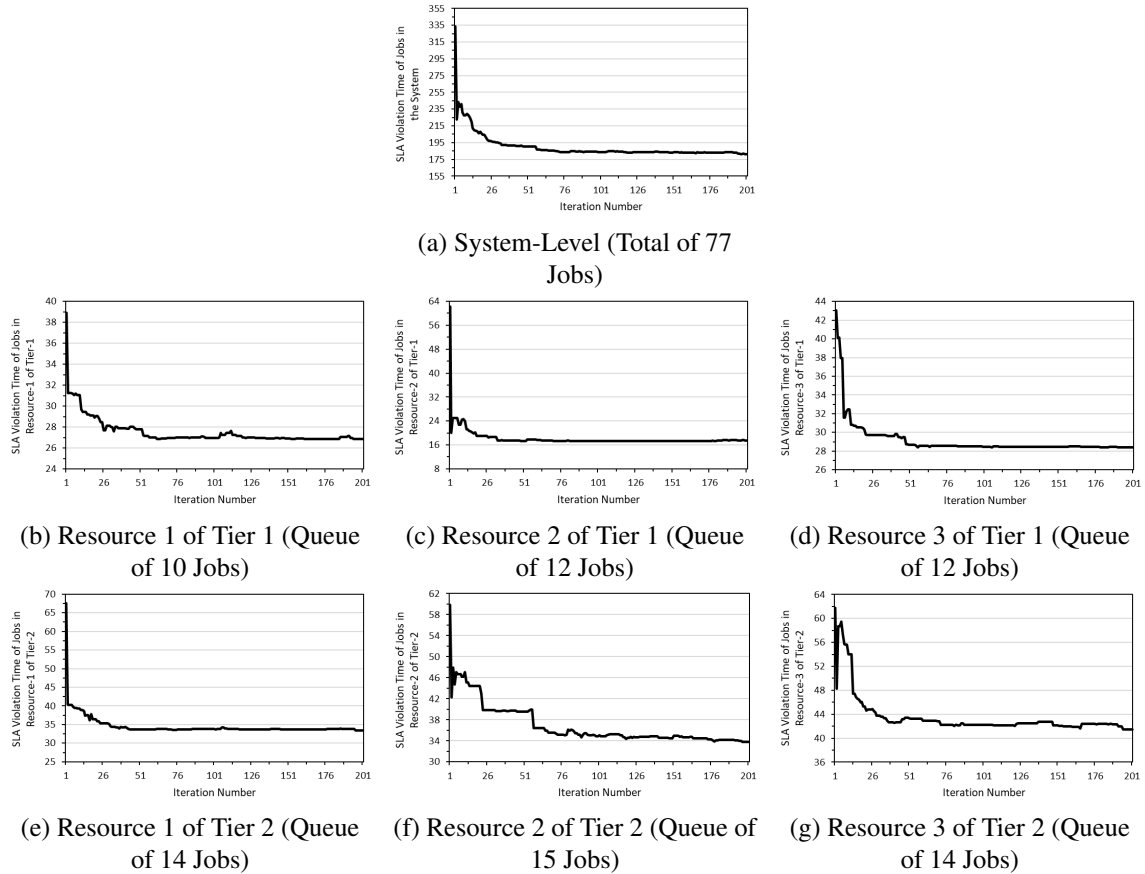 355
335
315
295
275
255
235
215
195
175
155
SLA Violation Time of Jobs in
the System
1 26 51 76 101 126 151 176 201
Iteration Number
(a) System-Level (Total of 77
Jobs)
40
38
36
34
32
30
28
26
24
SLA Violation Time of Jobs in
Resource-1 of Tier-1
1 26 51 76 101 126 151 176 201
Iteration Number
(b) Resource 1 of Tier 1 (Queue
of 10 Jobs)
64
56
48
40
32
24
16
8
SLA Violation Time of Jobs in
Resource-2 of Tier-1
1 26 51 76 101 126 151 176 201
Iteration Number
(c) Resource 2 of Tier 1 (Queue
of 12 Jobs)
44
42
40
38
36
34
32
30
28
26
SLA Violation Time of Jobs in
Resource-3 of Tier-1
1 26 51 76 101 126 151 176 201
Iteration Number
(d) Resource 3 of Tier 1 (Queue
of 12 Jobs)
70
65
60
55
50
45
40
35
30
25
SLA Violation Time of Jobs in
Resource-1 of Tier-2
1 26 51 76 101 126 151 176 201
Iteration Number
(e) Resource 1 of Tier 2 (Queue
of 14 Jobs)
62
58
54
50
46
42
38
34
30
SLA Violation Time of Jobs in
Resource-2 of Tier-2
1 26 51 76 101 126 151 176 201
Iteration Number
(f) Resource 2 of Tier 2 (Queue of
15 Jobs)
64
60
56
52
48
44
40
36
SLA Violation Time of Jobs in
Resource-3 of Tier-2
1 26 51 76 101 126 151 176 201
Iteration Number
(g) Resource 3 of Tier 2 (Queue
of 14 Jobs)